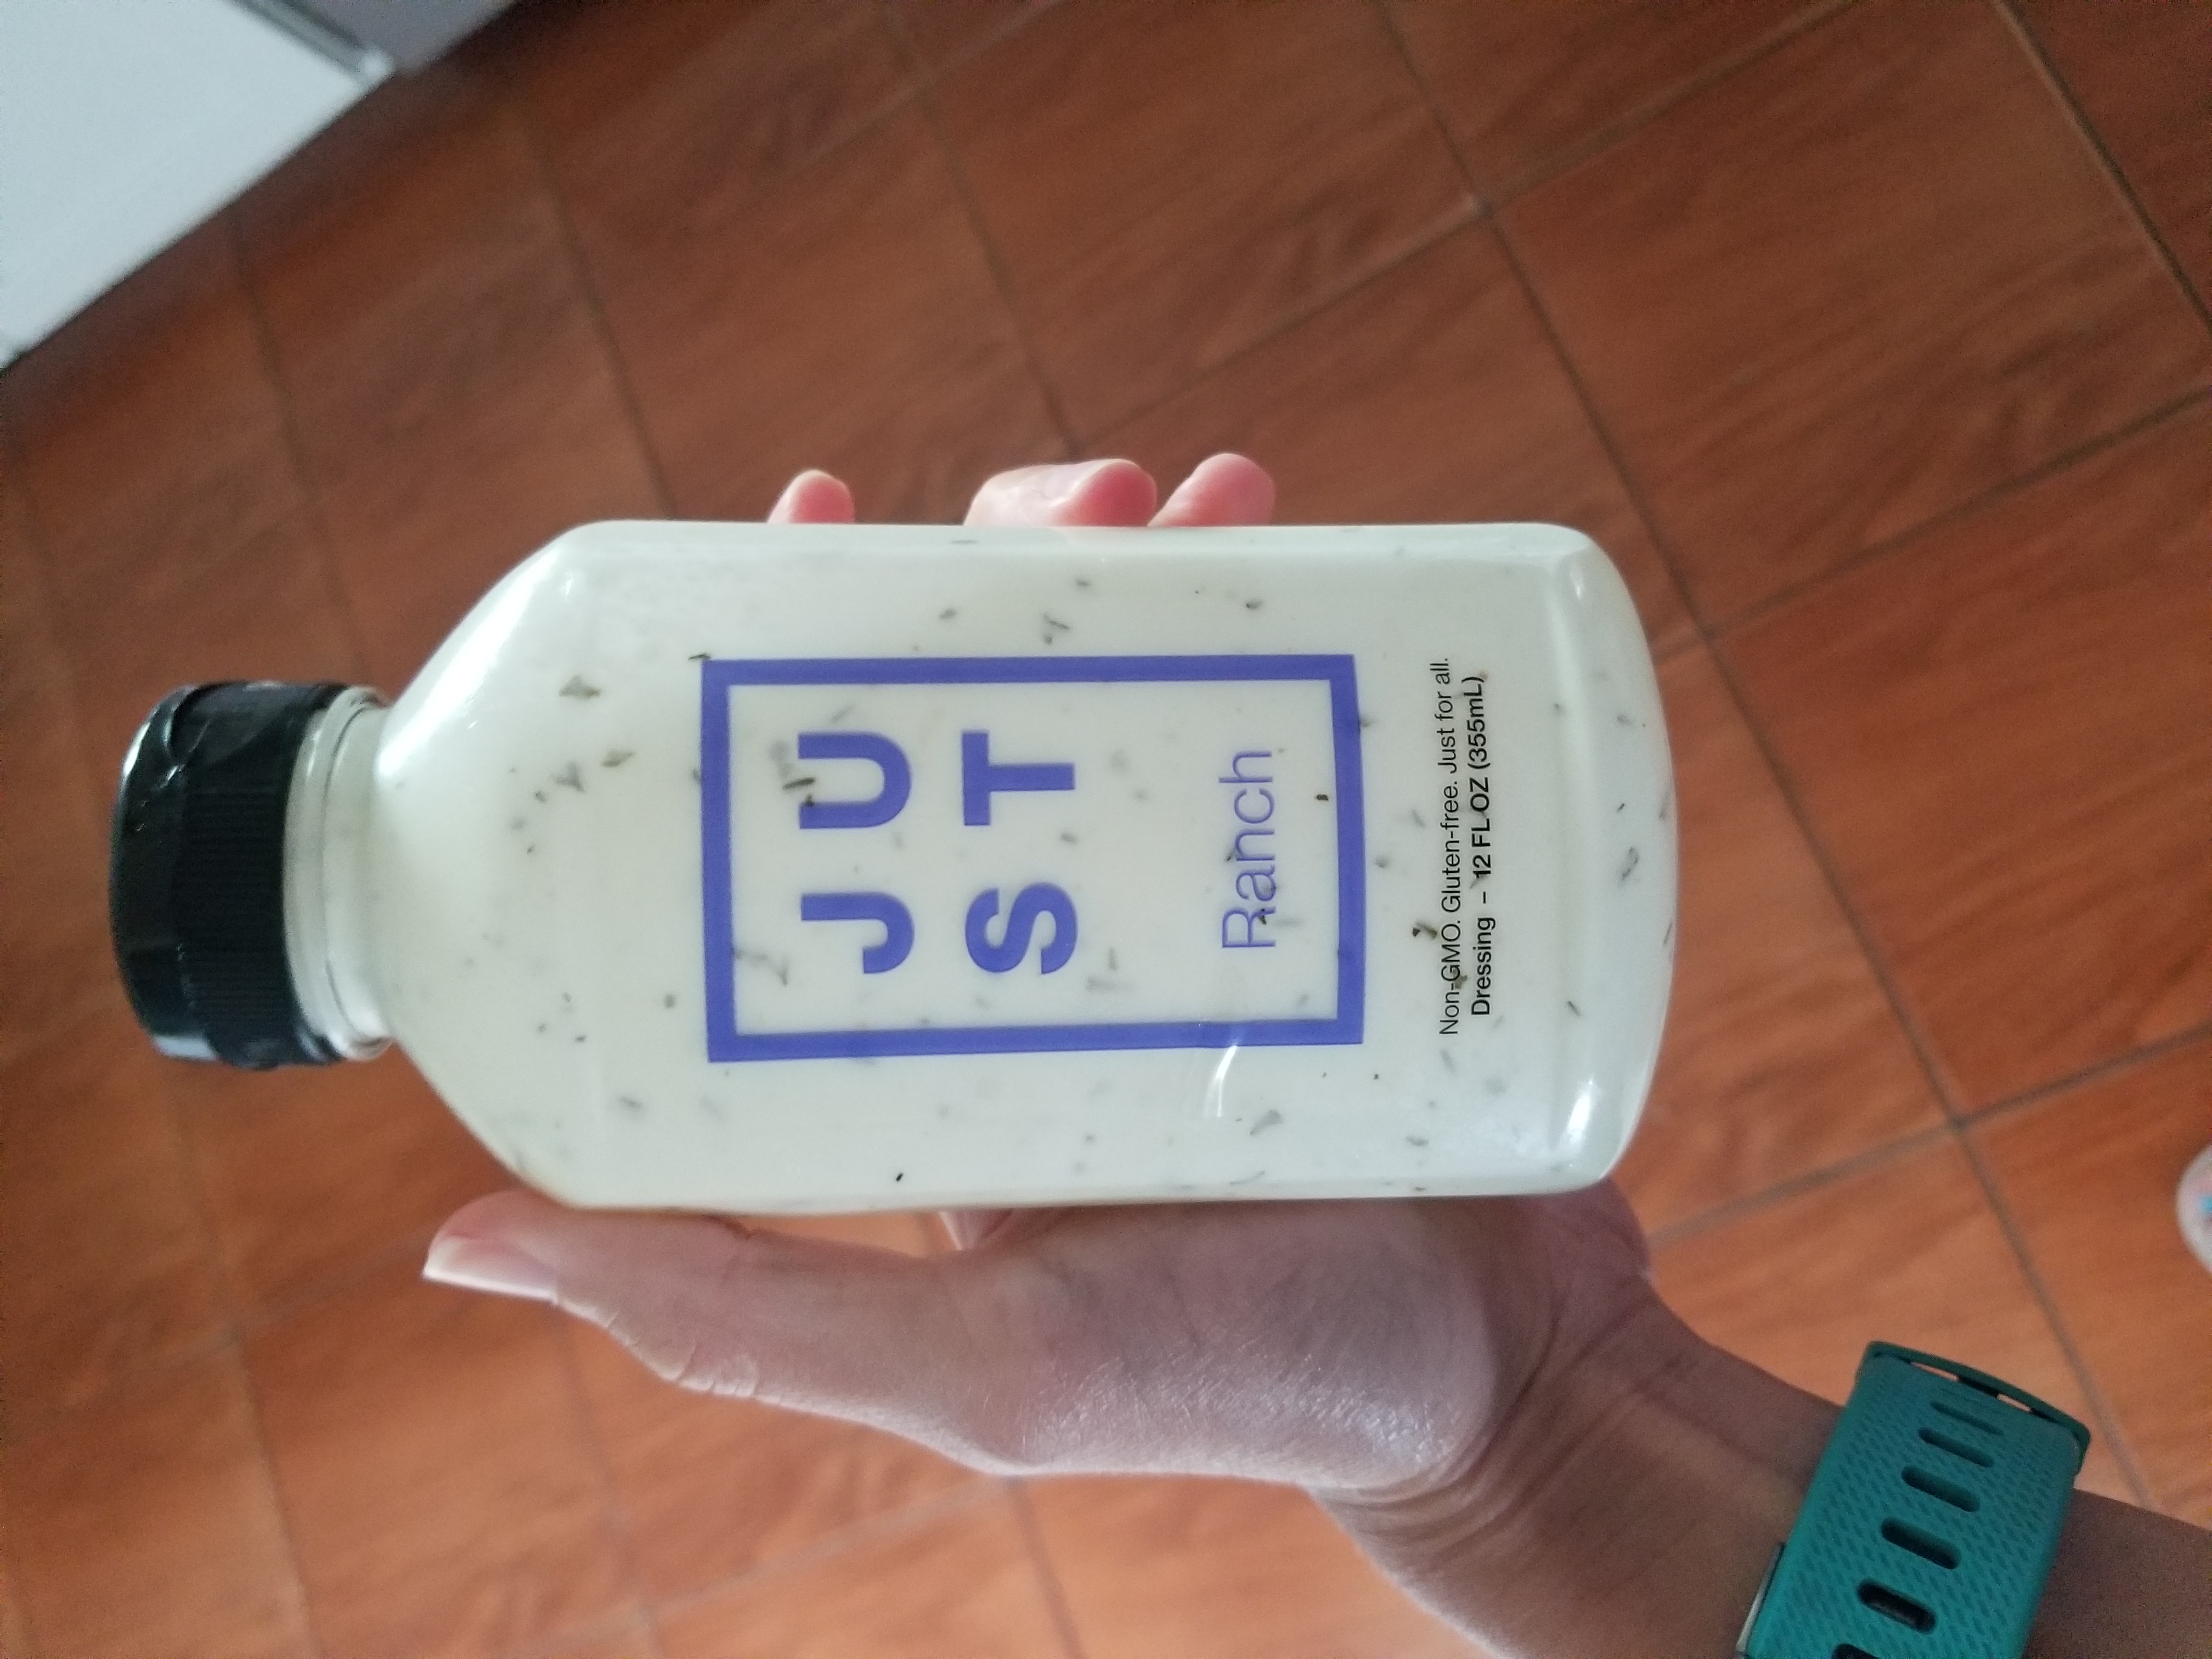 JU
ST
Ranch
Non-GMO. Gluten-free. Just for all.
Dressing – 12 FL OZ (355mL)